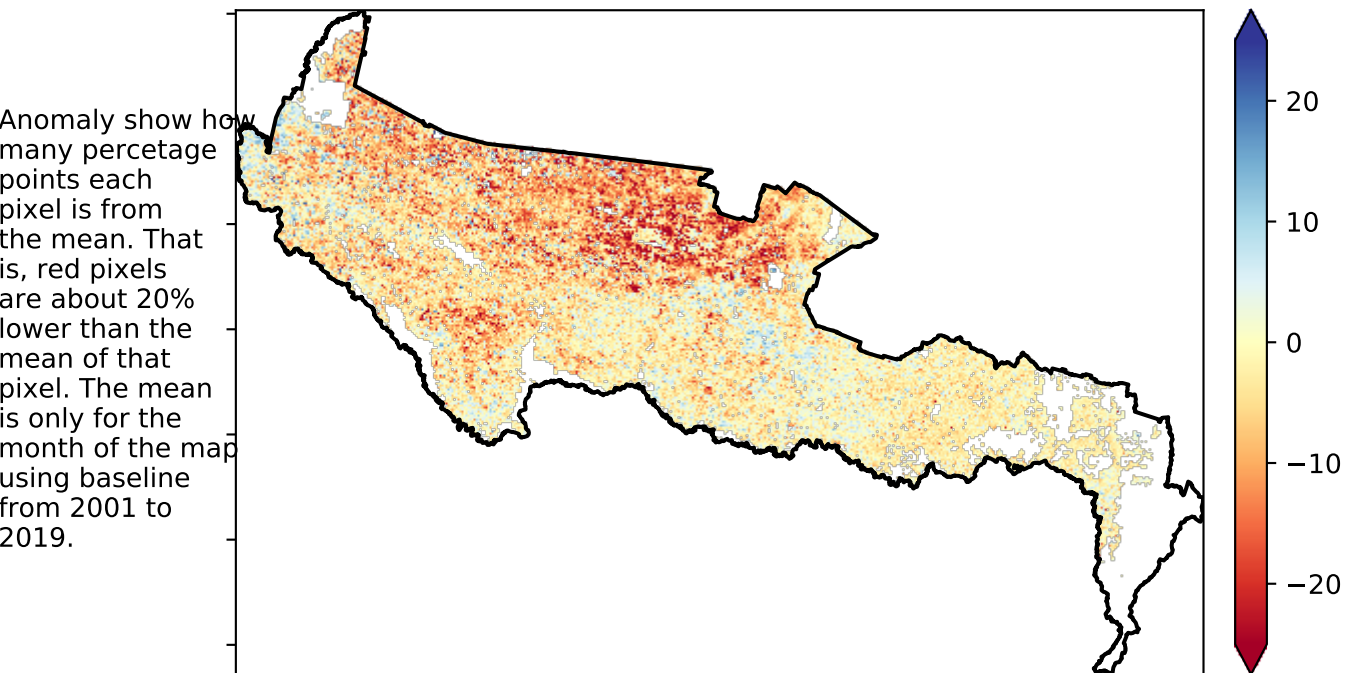 Anomaly show how
many percetage
points each
pixel is from
the mean. That
is, red pixels
are about 20%
lower than the
mean of that
pixel. The mean
is only for the
month of the map
using baseline
from 2001 to
2019.
20
10
0
−10
−20